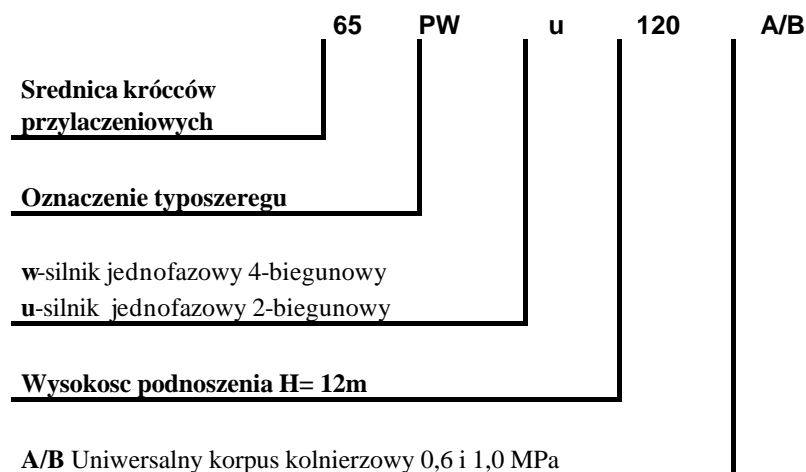 65 PW u 120 A/B
Srednica krócców
przylaczeniowych
Oznaczenie typoszeregu
w-silnik jednofazowy 4-biegunowy
u-silnik jednofazowy 2-biegunowy
Wysokosc podnoszenia H= 12m
A/B Uniwersalny korpus kolnierzowy 0,6 i 1,0 MPa